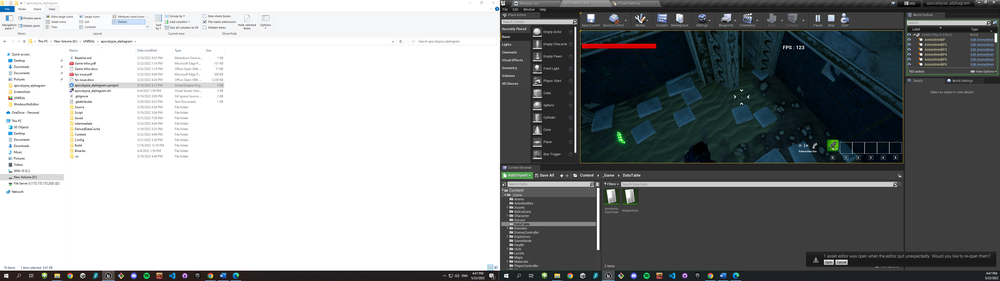 apocalypse_alphagram
File Home Share View
Navigation pane
Preview pane
Details pane
Panes
Extra large icons Large icons Medium-sized icons
Small icons List Details
Tiles Content
Layout
Sort by
Group by
Add columns
Size all columns to fit
Current view
Item check boxes
File name extensions
Hidden items
Hide selected items
Show/hide
Options
This PC New Volume (D:) UNREAL apocalypse_alphagram
Search apocalypse_alphagram
Quick access
Desktop
Downloads
Documents
Pictures
apocalypse_alphagram
Screenshots
UNREAL
WindowsNoEditor
OneDrive - Personal
This PC
3D Objects
Desktop
Documents
Downloads
Music
Pictures
Videos
WIN-10 (C:)
New Volume (D:)
File Server (\\172.172.172.252) (Z:)
Network
Name Date modified Type Size
Readme.md 5/16/2022 8:03 PM Markdown Source... 1 KB
Game Infos.pdf 5/22/2022 1:14 PM Microsoft Edge P... 131 KB
Game Infos.docx 5/22/2022 1:14 PM Office Open XML ... 17 KB
fps issue.pdf 5/22/2022 4:46 PM Microsoft Edge P... 300 KB
fps issue.docx 5/22/2022 4:34 PM Office Open XML ... 3,530 KB
apocalypse_alphagram.uproject 5/19/2022 5:13 PM Unreal Engine Proj... 5 KB
apocalypse_alphagram.sln 4/4/2022 1:59 PM Visual Studio Solu... 5 KB
.gitignore 5/19/2022 3:00 PM Git Ignore Source ... 2 KB
.gitattributes 3/20/2022 6:55 PM Text Document 1 KB
Source 3/20/2022 6:56 PM File folder
Script 5/19/2022 3:04 PM File folder
Saved 5/21/2022 7:58 PM File folder
Intermediate 5/22/2022 4:46 PM File folder
DerivedDataCache 5/18/2022 5:33 PM File folder
Content 5/22/2022 4:46 PM File folder
Config 3/21/2022 5:38 PM File folder
Build 5/19/2022 12:18 PM File folder
Binaries 4/4/2022 1:59 PM File folder
.vs 5/19/2022 4:48 PM File folder
19 items 1 item selected 4.61 KB
ENG
4:47 PM
5/22/2022
Message Log Main_Menu_Level Project Settings
DDC apocalypse_alphagram
File Edit Window Help
Place Actors
Search Classes
Recently Placed
Basic
Lights
Cinematic
Visual Effects
Geometry
Volumes
All Classes
Empty Actor
Empty Characte
Empty Pawn
Point Light
Player Start
Cube
Sphere
Cylinder
Cone
Plane
Box Trigger
Save Current Source Control Modes Content Marketplace Settings Blueprints Cinematics Build Compile Pause Stop Eject
FPS : 123
29 85
Submachine Gun
29
G 1 2 3 4 5
World Outliner
Search...
Label Type
Castle (Play In Editor) World
Ammo9mmBP Edit Ammo9mm
Ammo9mmBP2 Edit Ammo9mm
Ammo9mmBP3 Edit Ammo9mm
Ammo9mmBP4 Edit Ammo9mm
Ammo9mmBP5 Edit Ammo9mm
Ammo9mmBP6 Edit Ammo9mm
553 actors View Options
Details World Settings
Select an object to view details.
Content Browser
Add/Import Save All Content _Game DataTable
Search Paths
Filters Search DataTable
Content
_Game
Ammo
AnimNotifies
Assets
BelicaGuns
Character
Curves
DataTable
Enemies
EnemyController
Explosives
GameMode
Health
HUD
Levels
Maps
Materials
PlayerController
ItemRarity DataTable
WeaponData
2 items
View Options
1 asset editor was open when the editor quit unexpectedly. Would you like to re-open them?
Open Cancel
4:47 PM
5/22/2022